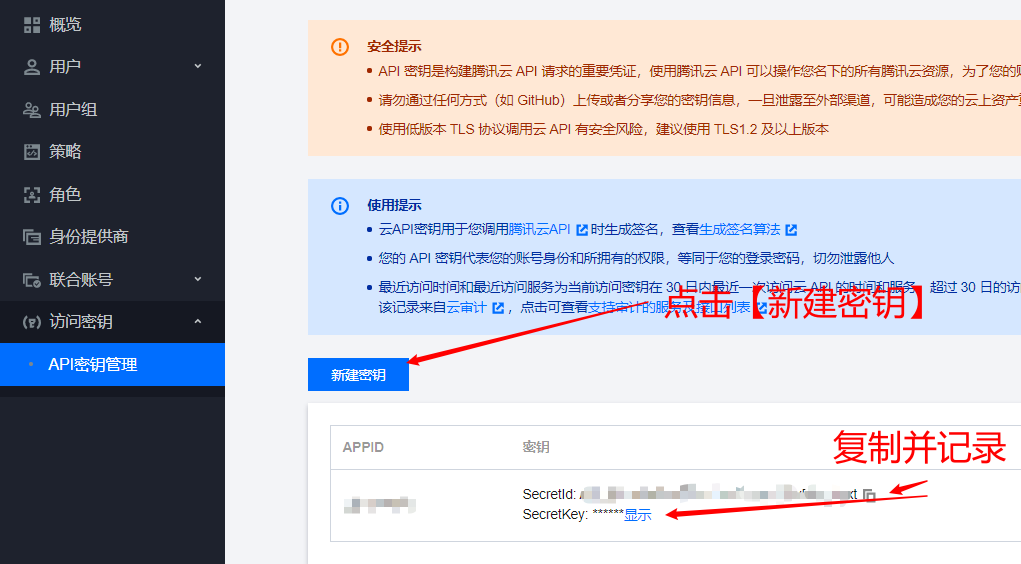 概览
用户
用户组
策略
角色
身份提供商
联合账号
访问密钥
API密钥管理
安全提示
API 密钥是构建腾讯云 API 请求的重要凭证，使用腾讯云 API 可以操作您名下的所有腾讯云资源，为了您的
请勿通过任何方式（如 GitHub）上传或者分享您的密钥信息，一旦泄露至外部渠道，可能造成您的云上资产
使用低版本 TLS 协议调用云 API 有安全风险，建议使用 TLS1.2 及以上版本
使用提示
云API密钥用于您调用腾讯云API 时生成签名，查看生成签名算法
您的 API 密钥代表您的账号身份和所拥有的权限，等同于您的登录密码，切勿泄露他人
最近访问时间和最近访问服务为当前访问密钥在 30 日内最近一次访问云 API 的时间和服务，超过 30 日的访
该记录来自云审计 ，点击可查看支持审计的服务及接口列表
点击【新建密钥】
新建密钥
APPID
密钥
复制并记录
SecretId:
SecretKey: ******显示